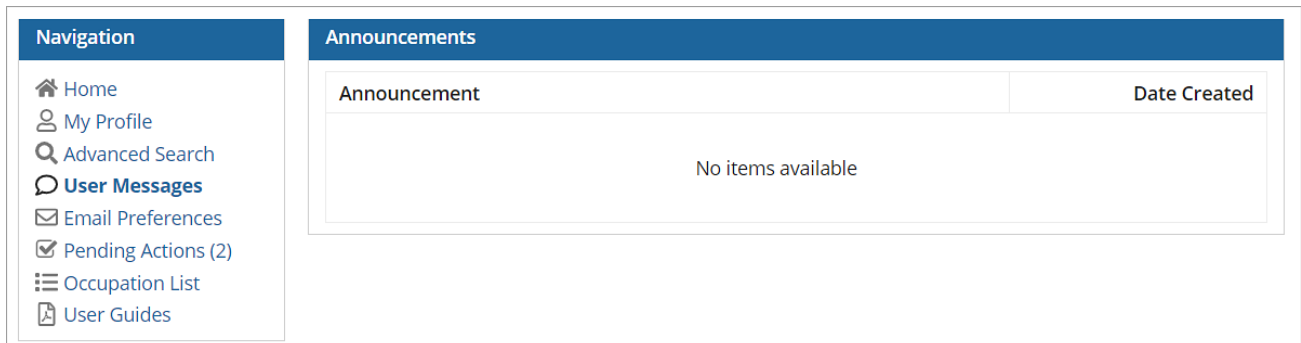 Navigation
Home
My Profile
Advanced Search
User Messages
Email Preferences
Pending Actions (2)
Occupation List
User Guides
Announcements
Announcement Date Created
No items available